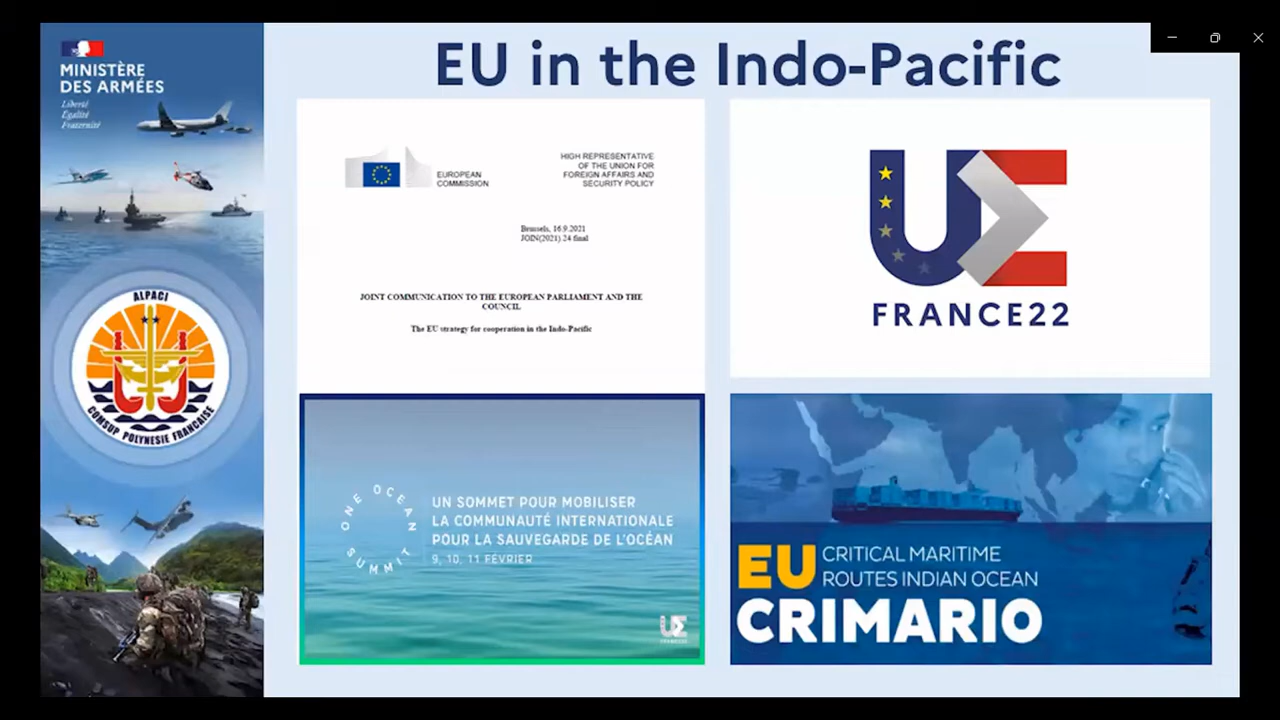 EU in the Indo-Pacific
MINISTÈRE
DES ARMÉES
Liberté
Égalité
Fraternité
ALPACI
COMSUP POLYNESIE FRANÇAISE
EUROPEAN
COMMISSION
HIGH REPRESENTATIVE
OF THE UNION FOR
FOREIGN AFFAIRS AND
SECURITY POLICY
Brussels, 16.9.2021
JOIN(2021) 24 final
JOINT COMMUNICATION TO THE EUROPEAN PARLIAMENT AND THE
COUNCIL
The EU strategy for cooperation in the Indo-Pacific
UE
FRANCE22
ONE OCEAN SUMMIT
UN SOMMET POUR MOBILISER
LA COMMUNAUTÉ INTERNATIONALE
POUR LA SAUVEGARDE DE L'OCÉAN
9, 10, 11 FÉVRIER
UE
EU CRITICAL MARITIME
ROUTES INDIAN OCEAN
CRIMARIO